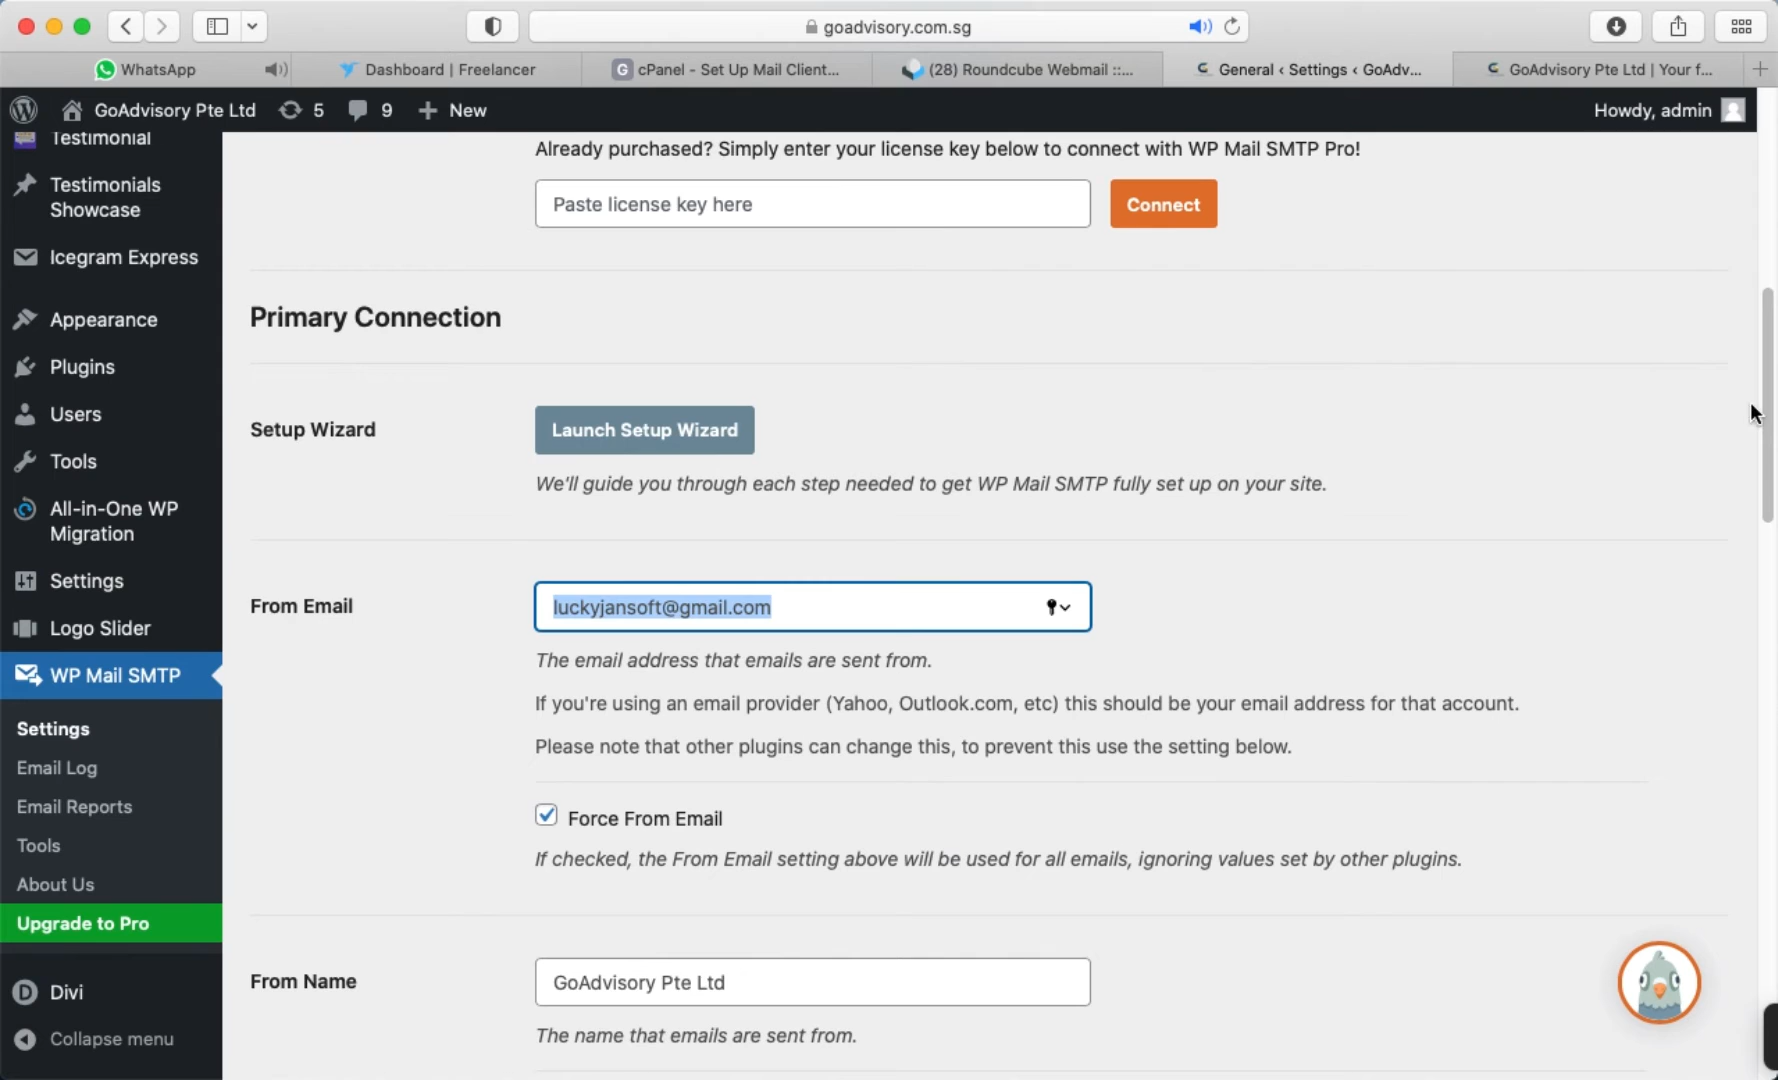 goadvisory.com.sg
WhatsApp
Dashboard | Freelancer
G cPanel - Set Up Mail Client...
(28) Roundcube Webmail ::...
General ‹ Settings ‹ GoAdv...
GoAdvisory Pte Ltd | Your f...
GoAdvisory Pte Ltd
5
9
New
Howdy, admin
Testimonial
Testimonials
Showcase
Icegram Express
Appearance
Plugins
Users
Tools
All-in-One WP
Migration
Settings
Logo Slider
WP Mail SMTP
Settings
Email Log
Email Reports
Tools
About Us
Upgrade to Pro
D Divi
Collapse menu
Already purchased? Simply enter your license key below to connect with WP Mail SMTP Pro!
Paste license key here
Connect
Primary Connection
Setup Wizard
Launch Setup Wizard
We'll guide you through each step needed to get WP Mail SMTP fully set up on your site.
From Email
luckyjansoft@gmail.com
The email address that emails are sent from.
If you're using an email provider (Yahoo, Outlook.com, etc) this should be your email address for that account.
Please note that other plugins can change this, to prevent this use the setting below.
Force From Email
If checked, the From Email setting above will be used for all emails, ignoring values set by other plugins.
From Name
GoAdvisory Pte Ltd
The name that emails are sent from.